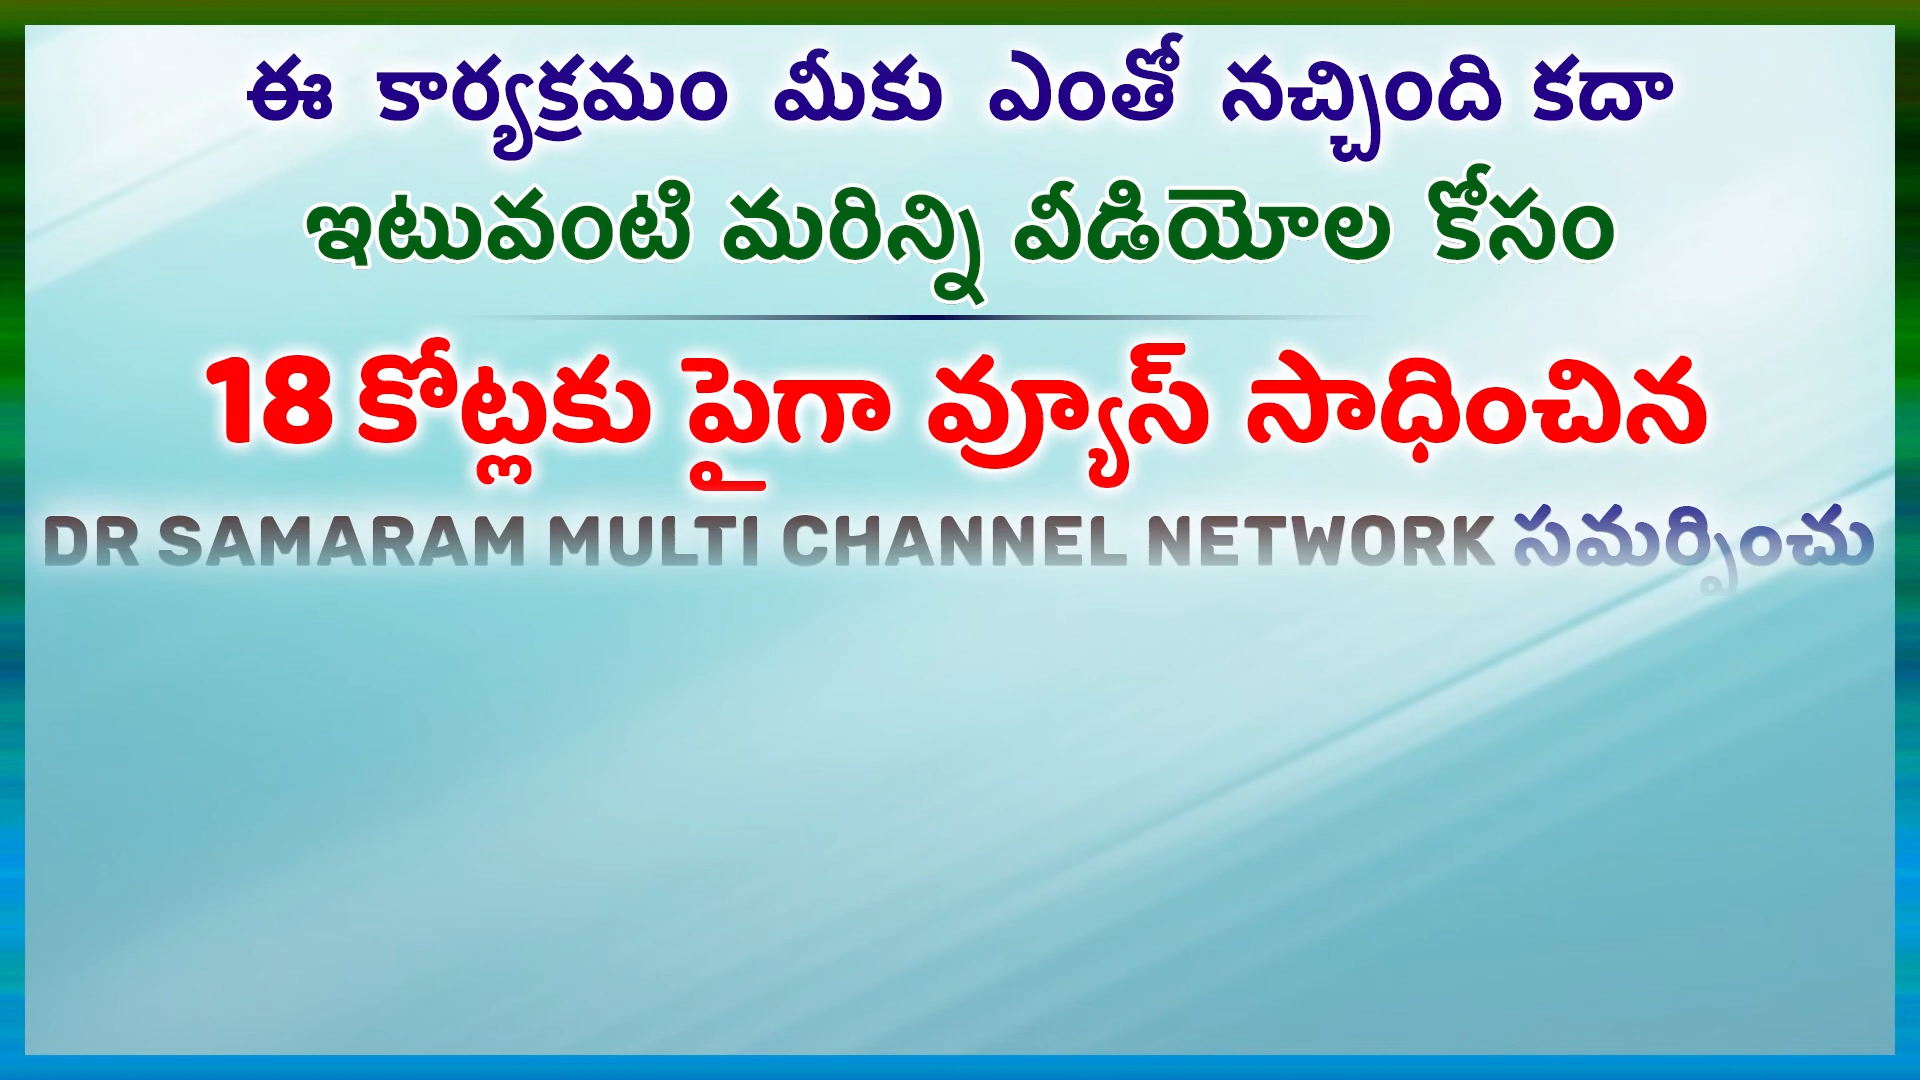 ఈ కార్యక్రమం మీకు ఎంతో నచ్చింది కదా
ఇటువంటి మరిన్ని వీడియోల కోసం
18 కోట్లకు పైగా వ్యూస్ సాధించిన
DR SAMARAM MULTI CHANNEL NETWORK సమర్పించు